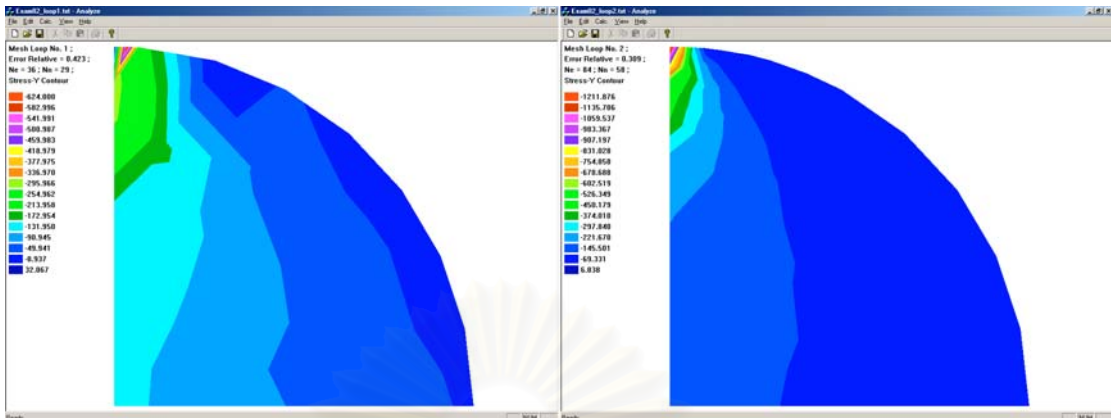 Exam02_loop1.txt - Analyze
File Edit Calc. View Help
Mesh Loop No. 1 ;
Error Relative = 0.423 ;
Ne = 36 ; Nn = 29 ;
Stress-Y Contour
-624.000
-582.996
-541.991
-500.987
-459.983
-418.979
-377.975
-336.970
-295.966
-254.962
-213.958
-172.954
-131.950
-90.945
-49.941
-8.937
32.067
Exam02_loop2.txt - Analyze
File Edit Calc. View Help
Mesh Loop No. 2 ;
Error Relative = 0.309 ;
Ne = 84 ; Nn = 58 ;
Stress-Y Contour
-1211.876
-1135.706
-1059.537
-983.367
-907.197
-831.028
-754.858
-678.688
-602.519
-526.349
-450.179
-374.010
-297.840
-221.670
-145.501
-69.331
6.838